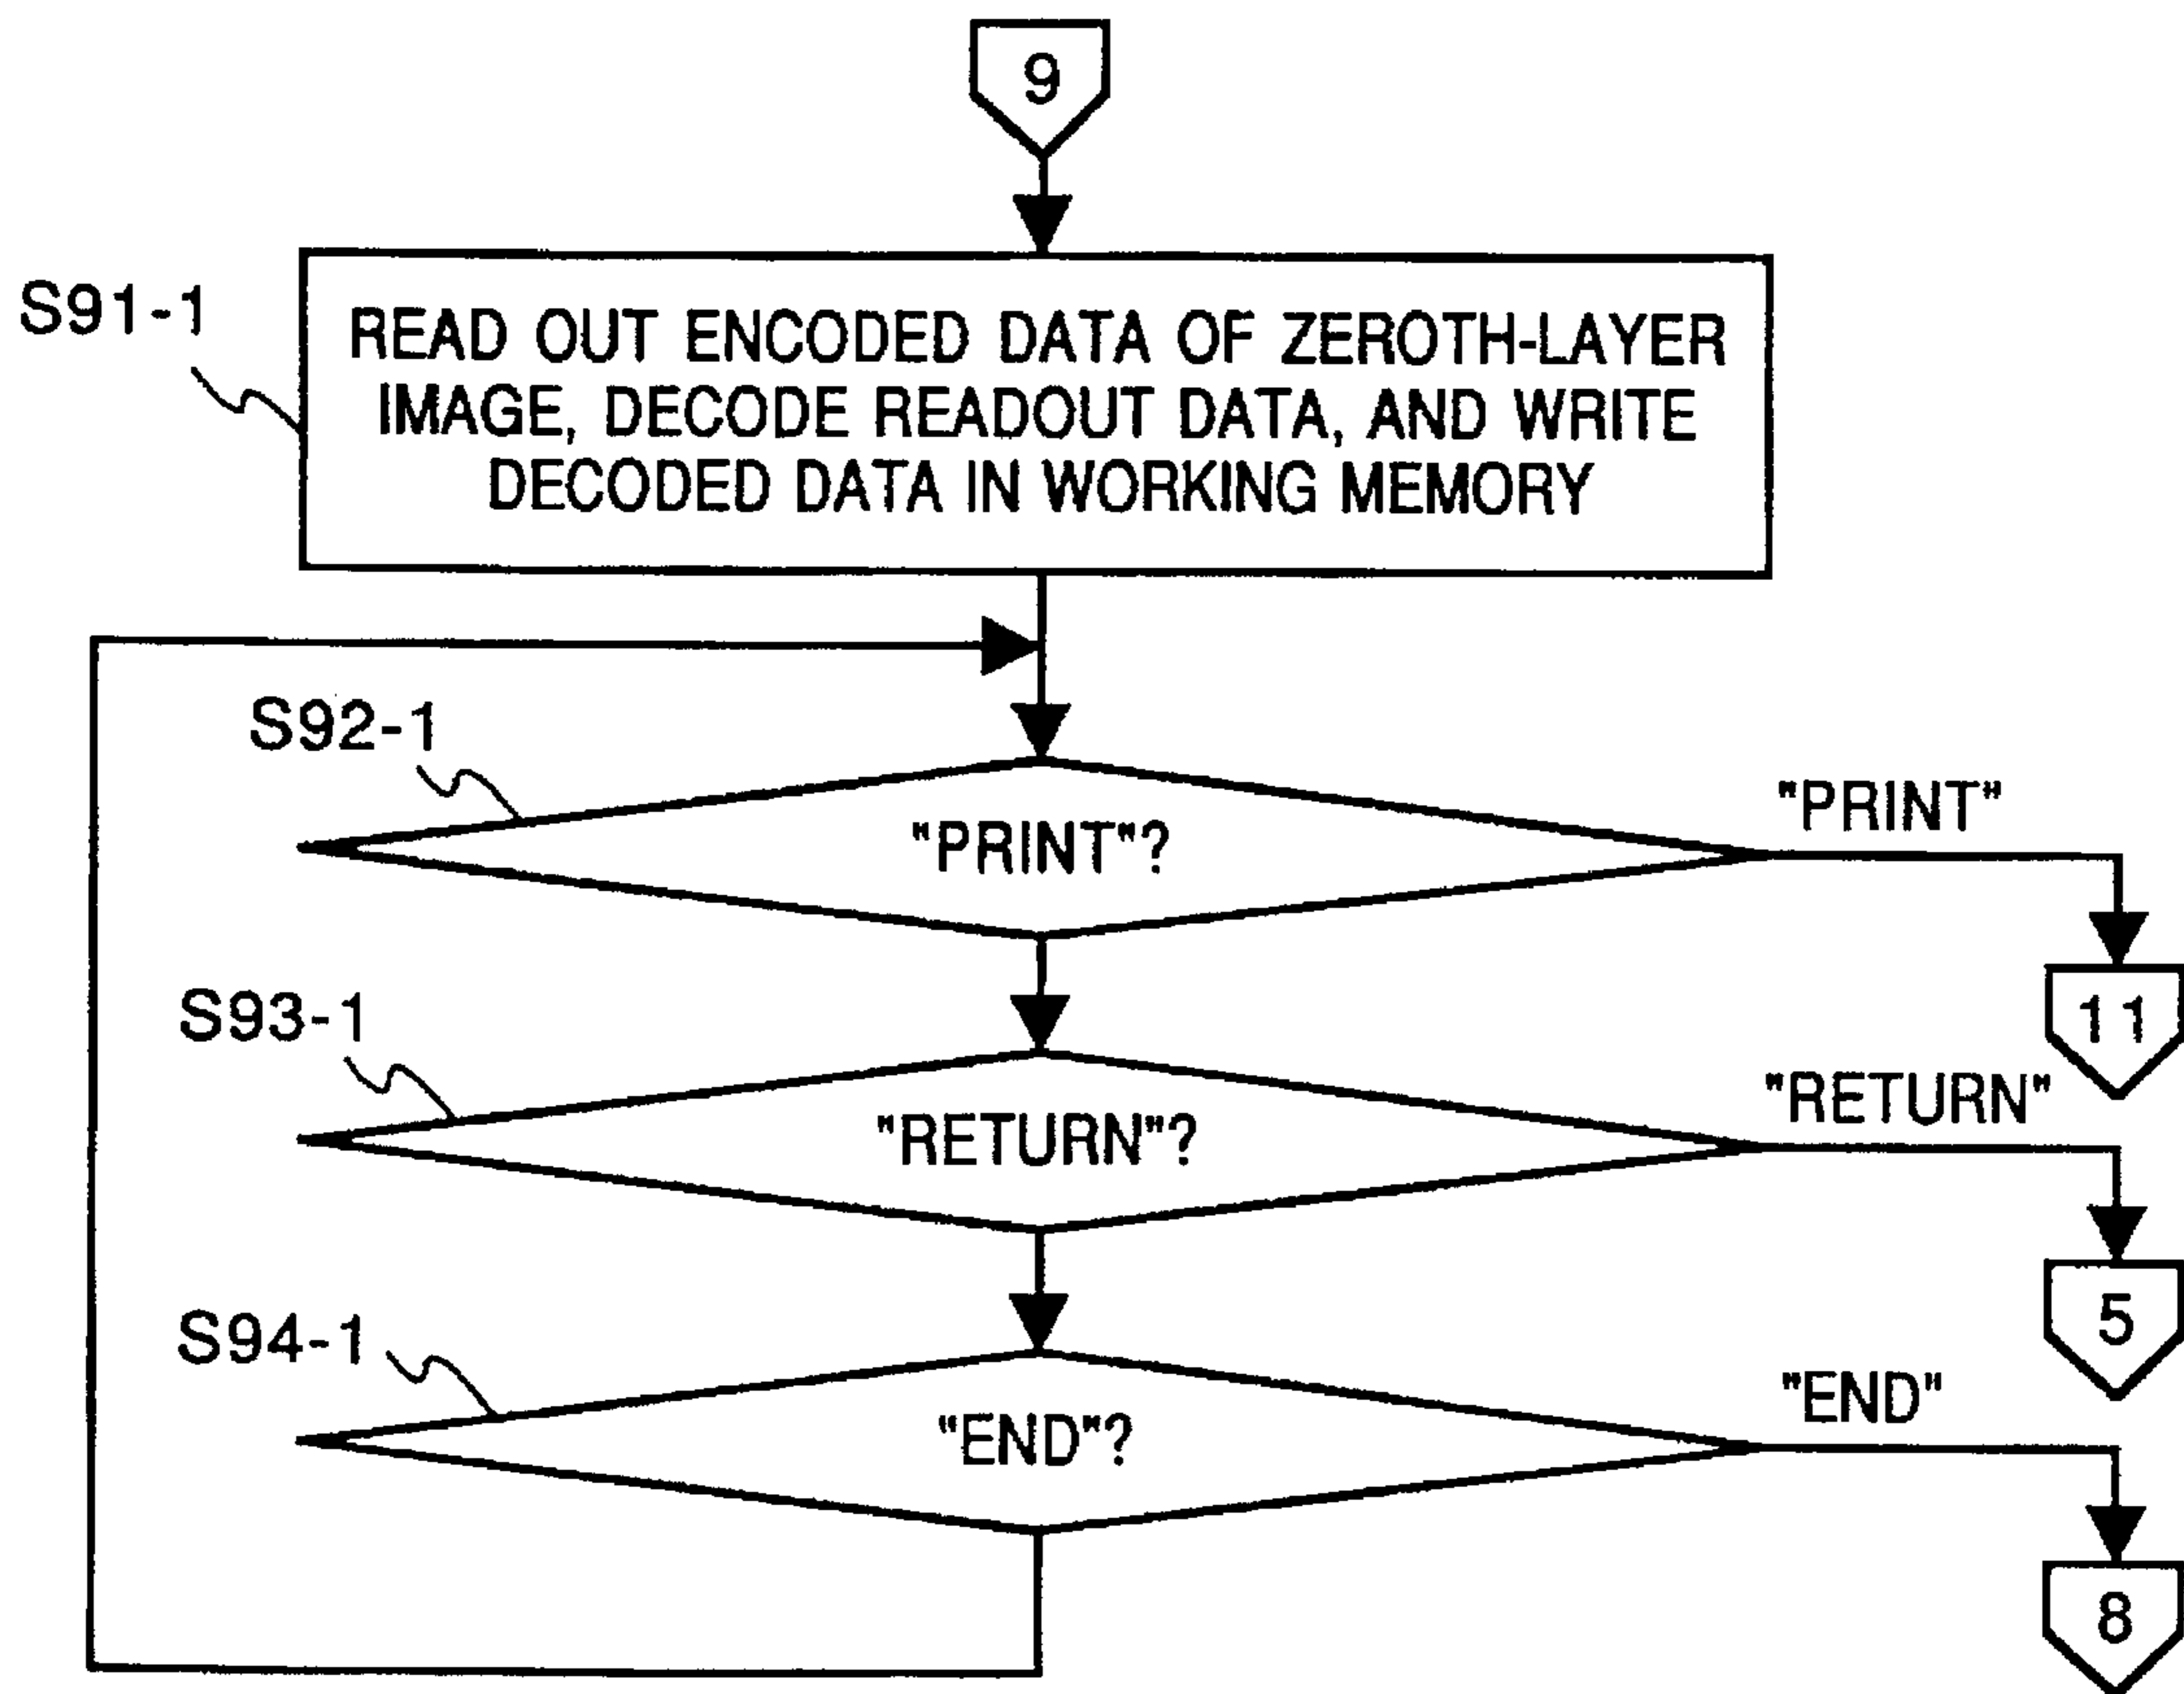 9
S91-1
READ OUT ENCODED DATA OF ZEROTH-LAYER
IMAGE, DECODE READOUT DATA, AND WRITE
DECODED DATA IN WORKING MEMORY
S92-1
"PRINT"?
"PRINT"
11
S93-1
"RETURN"?
"RETURN"
5
S94-1
"END"?
"END"
8